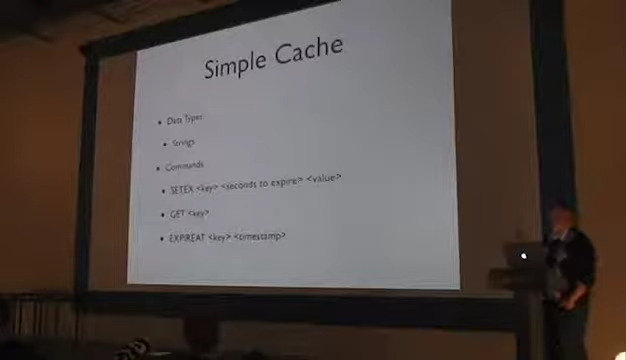 Simple Cache
• Data Types
• Strings
• Commands
• SETEX <key> <seconds to expire> <value>
• GET <key>
• EXPIREAT <key> <timestamp>